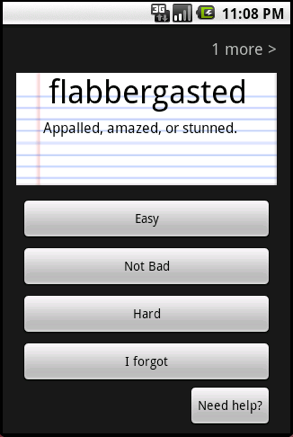 3G 11:08 PM
1 more >
flabbergasted
Appalled, amazed, or stunned.
Easy
Not Bad
Hard
I forgot
Need help?